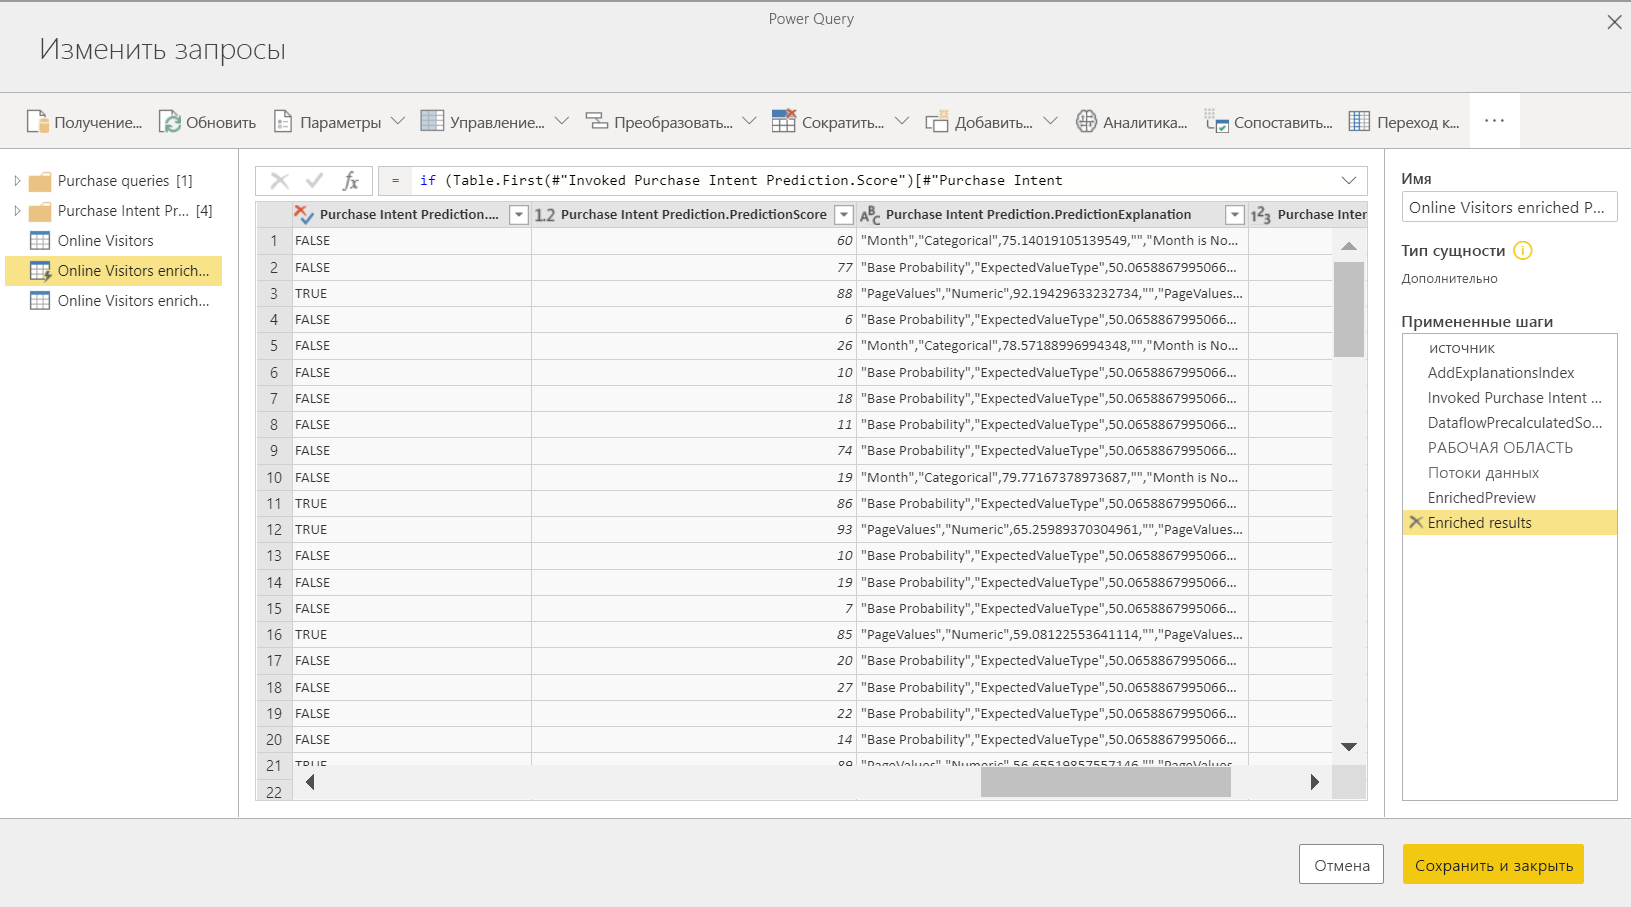 Power Query
Изменить запросы
Получение... Обновить Параметры Управление... Преобразовать... Сократить... Добавить... Аналитика... Сопоставить... Переход к... ...
Purchase queries [1]
Purchase Intent Pr... [4]
Online Visitors
Online Visitors enrich...
Online Visitors enrich...
fx = if (Table.First(#"Invoked Purchase Intent Prediction.Score")[#"Purchase Intent
Purchase Intent Prediction.... 1.2 Purchase Intent Prediction.PredictionScore ABC Purchase Intent Prediction.PredictionExplanation 123 Purchase Inter
1 FALSE 60 "Month","Categorical",75.14019105139549,"","Month is No...
2 FALSE 77 "Base Probability","ExpectedValueType",50.0658867995066...
3 TRUE 88 "PageValues","Numeric",92.19429633232734,"","PageValues...
4 FALSE 6 "Base Probability","ExpectedValueType",50.0658867995066...
5 FALSE 26 "Month","Categorical",78.57188996994348,"","Month is No...
6 FALSE 10 "Base Probability","ExpectedValueType",50.0658867995066...
7 FALSE 18 "Base Probability","ExpectedValueType",50.0658867995066...
8 FALSE 11 "Base Probability","ExpectedValueType",50.0658867995066...
9 FALSE 74 "Base Probability","ExpectedValueType",50.0658867995066...
10 FALSE 19 "Month","Categorical",79.77167378973687,"","Month is No...
11 TRUE 86 "Base Probability","ExpectedValueType",50.0658867995066...
12 TRUE 93 "PageValues","Numeric",65.25989370304961,"","PageValues...
13 FALSE 10 "Base Probability","ExpectedValueType",50.0658867995066...
14 FALSE 19 "Base Probability","ExpectedValueType",50.0658867995066...
15 FALSE 7 "Base Probability","ExpectedValueType",50.0658867995066...
16 TRUE 85 "PageValues","Numeric",59.08122553641114,"","PageValues...
17 FALSE 20 "Base Probability","ExpectedValueType",50.0658867995066...
18 FALSE 27 "Base Probability","ExpectedValueType",50.0658867995066...
19 FALSE 22 "Base Probability","ExpectedValueType",50.0658867995066...
20 FALSE 14 "Base Probability","ExpectedValueType",50.0658867995066...
21 TRUE 89 "PageValues","Numeric",56.65519857557146,"","PageValues
22
Имя
Online Visitors enriched P...
Тип сущности
Дополнительно
Примененные шаги
источник
AddExplanationsIndex
Invoked Purchase Intent ...
DataflowPrecalculatedSo...
РАБОЧАЯ ОБЛАСТЬ
Потоки данных
EnrichedPreview
Enriched results
Отмена Сохранить и закрыть